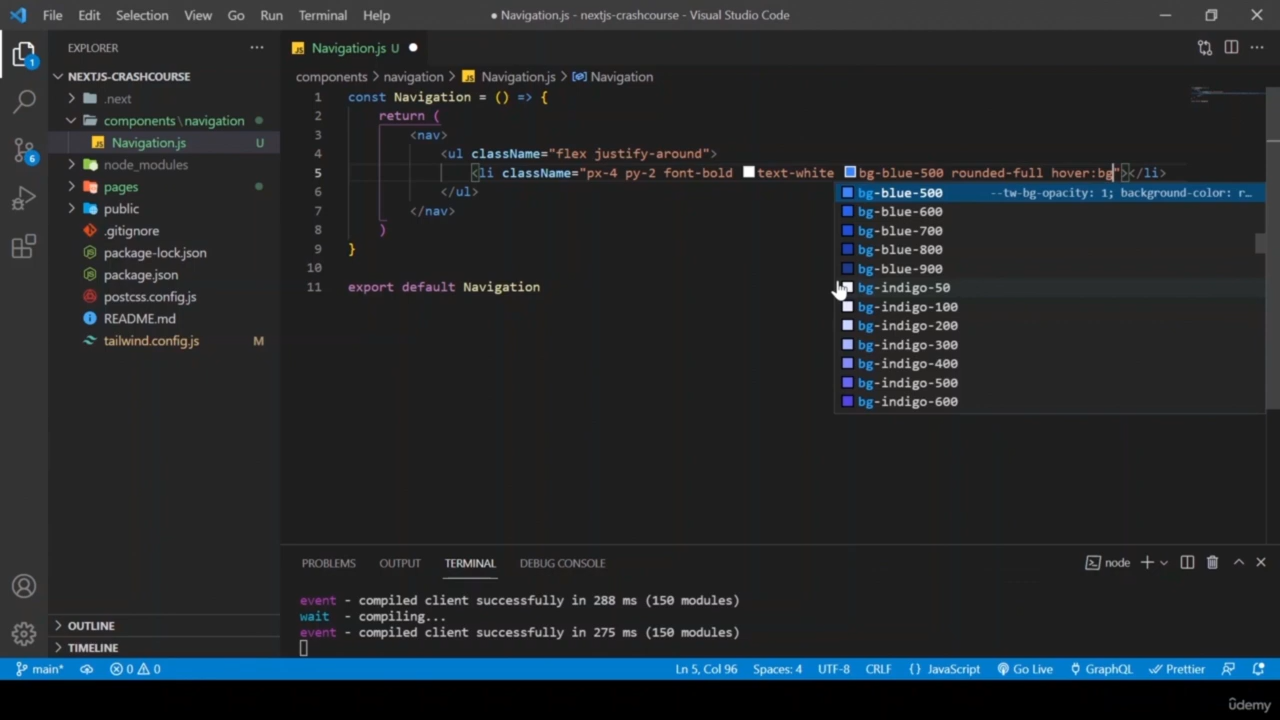 File Edit Selection View Go Run Terminal Help
● Navigation.js - nextjs-crashcourse - Visual Studio Code
EXPLORER
NEXTJS-CRASHCOURSE
.next
components\navigation
Navigation.js U
node_modules
pages
public
.gitignore
package-lock.json
package.json
postcss.config.js
README.md
tailwind.config.js M
OUTLINE
TIMELINE
1
6
JS Navigation.js U
components > navigation > JS Navigation.js > Navigation
1 const Navigation = () => {
2 return (
3 <nav>
4 <ul className="flex justify-around">
5 <li className="px-4 py-2 font-bold text-white bg-blue-500 rounded-full hover:bg"></li>
6 </ul>
7 </nav>
8 )
9 }
10
11 export default Navigation
bg-blue-500 --tw-bg-opacity: 1; background-color: r…
bg-blue-600
bg-blue-700
bg-blue-800
bg-blue-900
bg-indigo-50
bg-indigo-100
bg-indigo-200
bg-indigo-300
bg-indigo-400
bg-indigo-500
bg-indigo-600
PROBLEMS OUTPUT TERMINAL DEBUG CONSOLE
node
event - compiled client successfully in 288 ms (150 modules)
wait - compiling...
event - compiled client successfully in 275 ms (150 modules)
main* 0 0 Ln 5, Col 96 Spaces: 4 UTF-8 CRLF {} JavaScript Go Live GraphQL Prettier
ûdemy